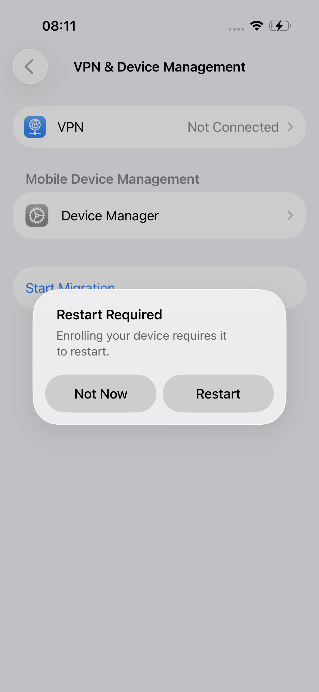 08:11
VPN & Device Management
VPN Not Connected
Mobile Device Management
Device Manager
Start Migration
Restart Required
Enrolling your device requires it
to restart.
Not Now Restart